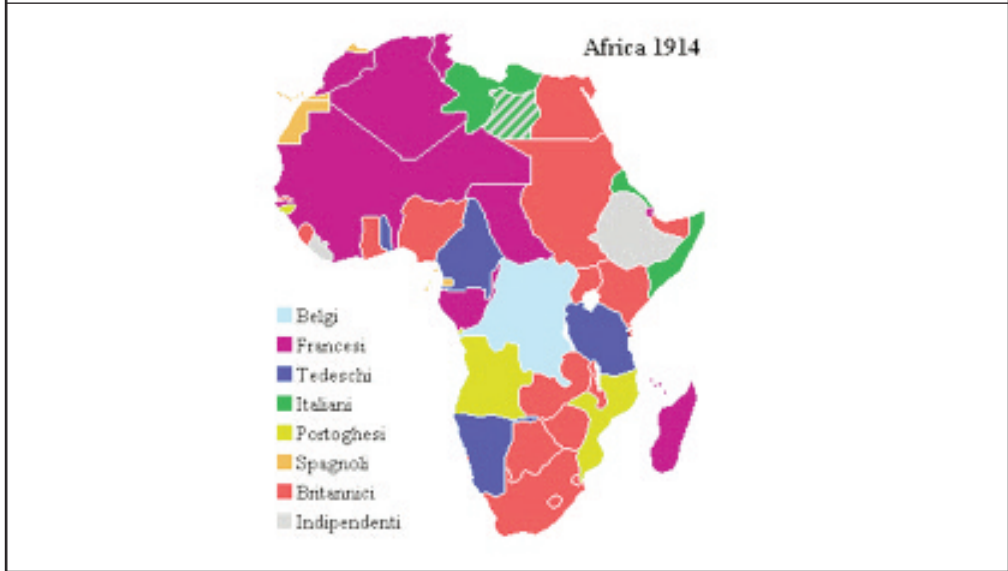 Africa 1914
Belgi
Francesi
Tedeschi
Italiani
Portoghesi
Spagnoli
Britannici
Indipendenti